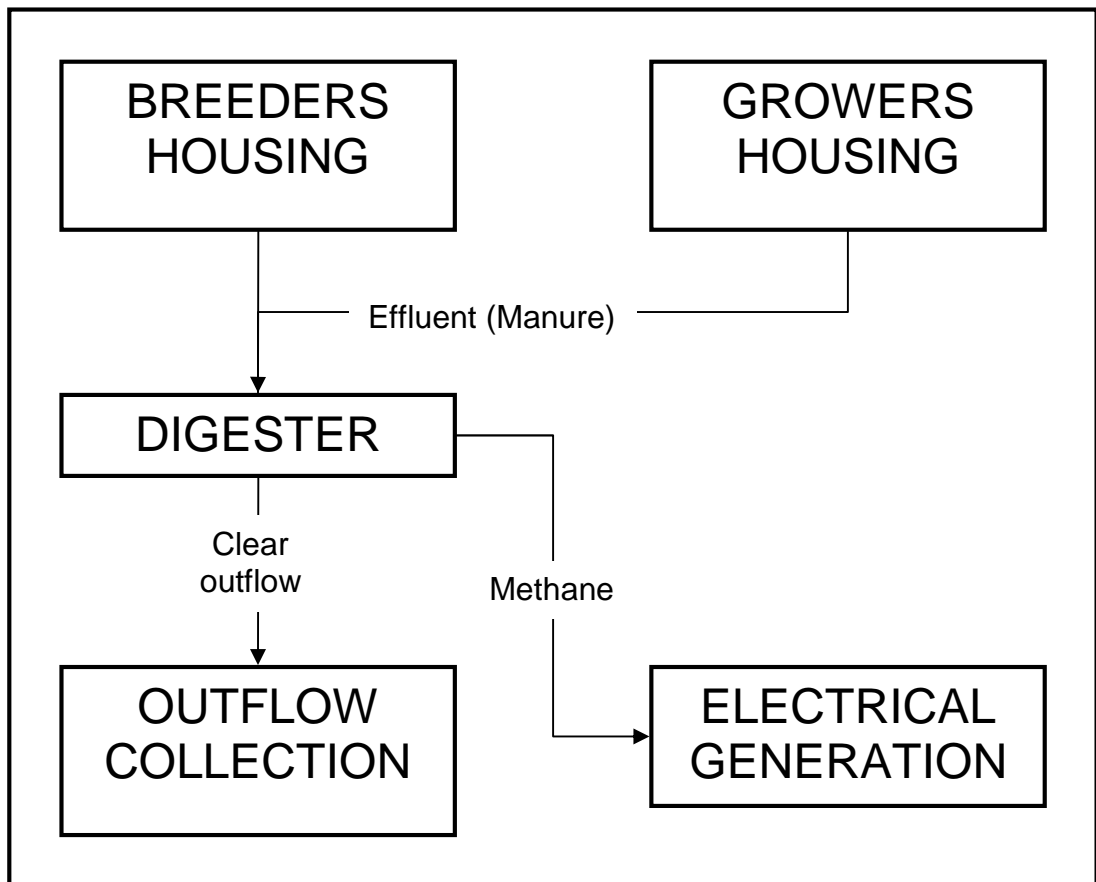 BREEDERS
HOUSING
GROWERS
HOUSING
Effluent (Manure)
DIGESTER
Clear
outflow
Methane
OUTFLOW
COLLECTION
ELECTRICAL
GENERATION